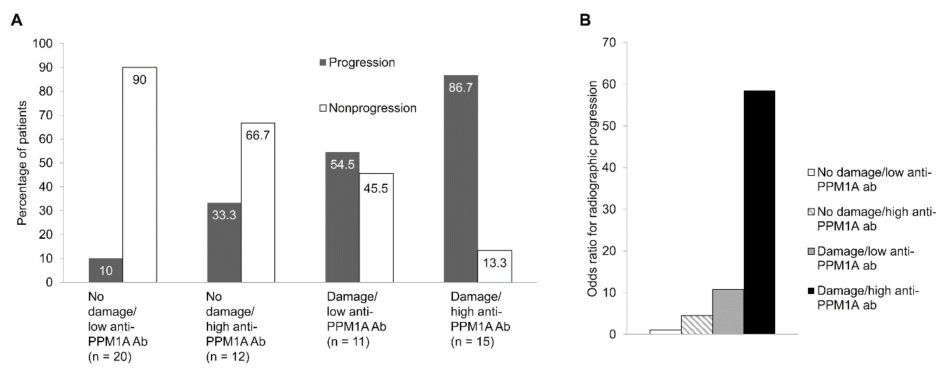 A
Percentage of patients
100
90
80
70
60
50
40
30
20
10
0
Progression
Nonprogression
10
90
33.3
66.7
54.5
45.5
86.7
13.3
No
damage/
low anti-
PPM1A Ab
(n = 20)
No
damage/
high anti-
PPM1A Ab
(n = 12)
Damage/
low anti-
PPM1A Ab
(n = 11)
Damage/
high anti-
PPM1A Ab
(n = 15)
B
Odds ratio for radiographic progression
70
60
50
40
30
20
10
0
No damage/low anti-
PPM1A ab
No damage/high anti-
PPM1A ab
Damage/low anti-
PPM1A ab
Damage/high anti-
PPM1A ab